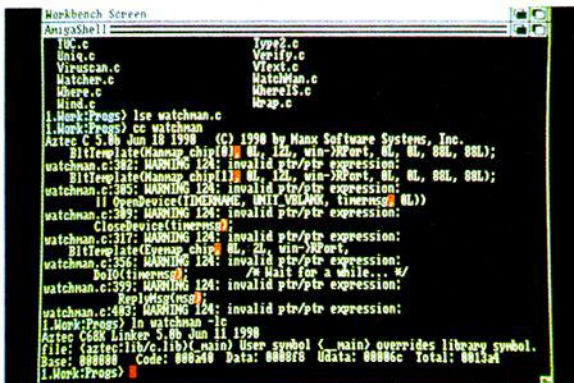 Workbench Screen
AmigaShell
IUC.c Type2.c
Uniq.c Verify.c
Viruscan.c VText.c
Watcher.c WatchMan.c
Where.c WhereIS.c
Wind.c Wrap.c
1.Work:Progs> lse watchman.c
1.Work:Progs> cc watchman
Aztec C 5.0b Jun 18 1990 (C) 1990 by Manx Software Systems, Inc.
BltTemplate(Manmap_chip[0], 0L, 12L, win->RPort, 0L, 0L, 88L, 88L);
watchman.c:302: WARNING 124: invalid ptr/ptr expression:
BltTemplate(Manmap_chip[1], 0L, 12L, win->RPort, 0L, 0L, 88L, 88L);
watchman.c:305: WARNING 124: invalid ptr/ptr expression:
|| OpenDevice(TIMERNAME, UNIT_VBLANK, timermsg, 0L))
watchman.c:309: WARNING 124: invalid ptr/ptr expression:
CloseDevice(timermsg)
watchman.c:317: WARNING 124: invalid ptr/ptr expression:
BltTemplate(Eyemap_chip, 0L, 2L, win->RPort,
watchman.c:356: WARNING 124: invalid ptr/ptr expression:
DoIO(timermsg); /* Wait for a while... */
watchman.c:399: WARNING 124: invalid ptr/ptr expression:
ReplyMsg(msg);
watchman.c:403: WARNING 124: invalid ptr/ptr expression:
1.Work:Progs> ln watchman -lc
Aztec C68K Linker 5.0b Jun 11 1990
file: (aztec:lib/c.lib)(_main) User symbol (__main) overrides library symbol.
Base: 000000 Code: 000a40 Data: 0008f8 Udata: 00006c Total: 0013a4
1.Work:Progs>